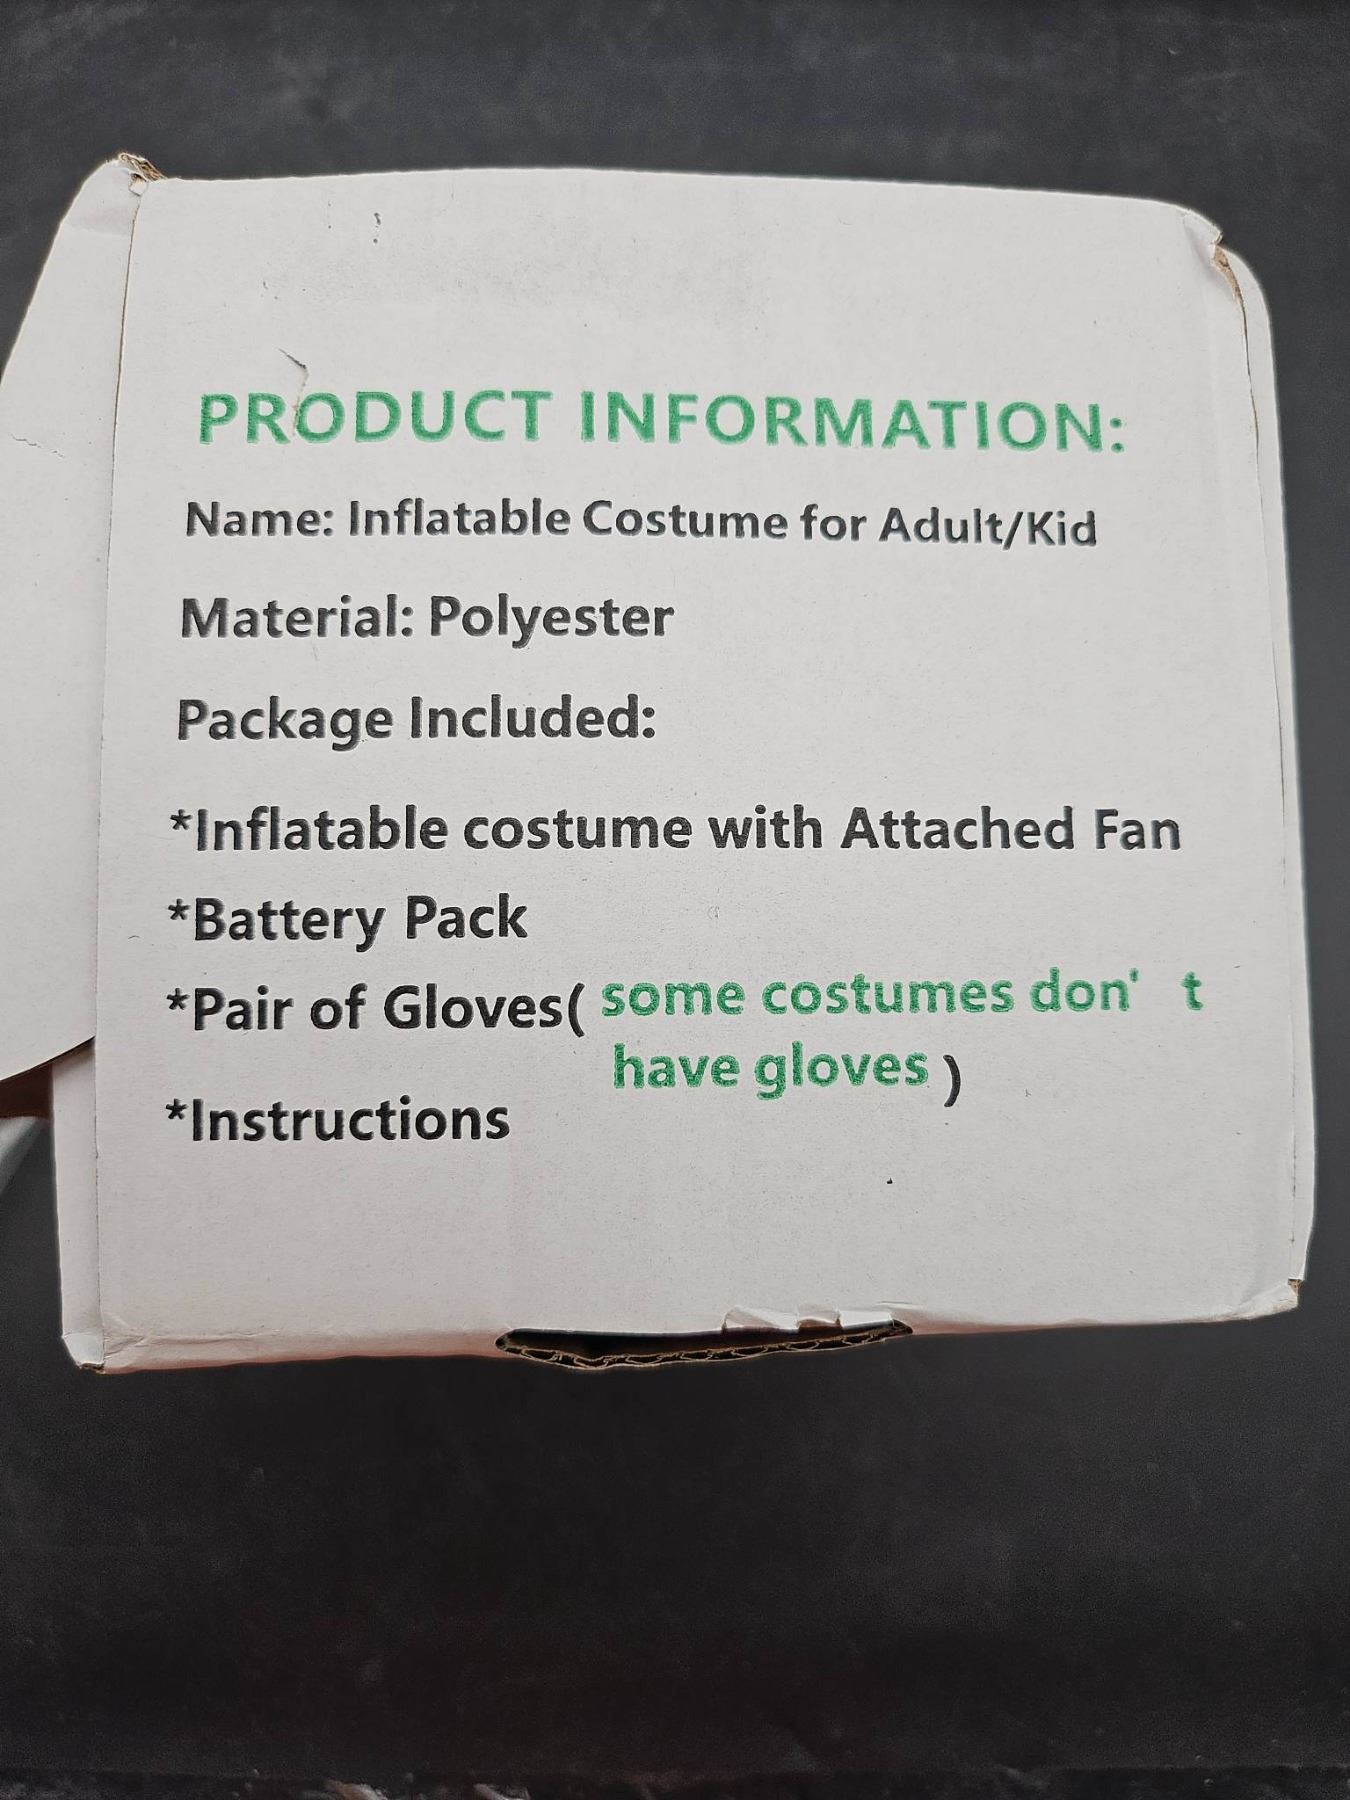 PRODUCT INFORMATION:
Name: Inflatable Costume for Adult/Kid
Material: Polyester
Package Included:
*Inflatable costume with Attached Fan
*Battery Pack
*Pair of Gloves( some costumes don' t
have gloves )
*Instructions